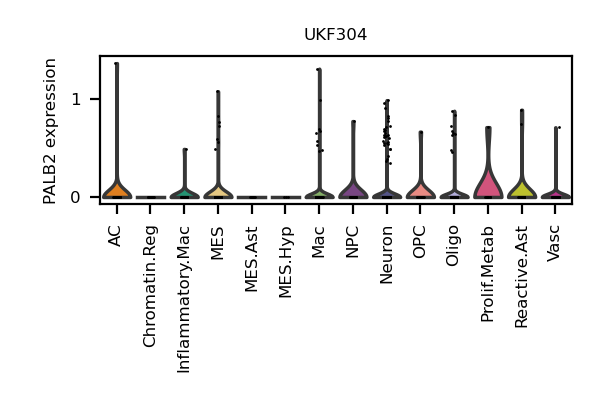 UKF304
PALB2 expression
1
0
AC
Chromatin.Reg
Inflammatory.Mac
MES
MES.Ast
MES.Hyp
Mac
NPC
Neuron
OPC
Oligo
Prolif.Metab
Reactive.Ast
Vasc